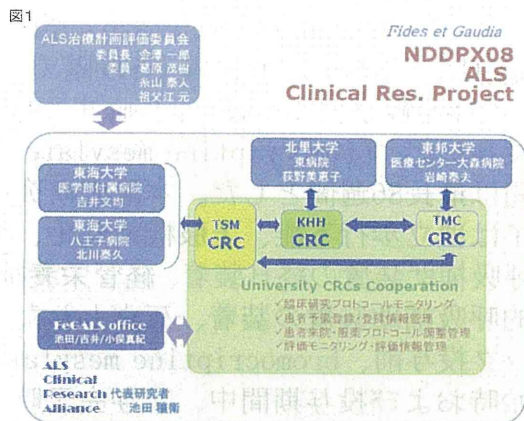 図1
ALS治療計画評価委員会
委員長 金澤 一郎
委員 葛原 茂樹
糸山 泰人
祖父江 元
Fides et Gaudia
NDDPX08
ALS
Clinical Res. Project
北里大学
東病院
荻野美恵子
東邦大学
医療センター大森病院
岩崎泰夫
東海大学
医学部付属病院
吉井文均
東海大学
八王子病院
北川泰久
TSM
CRC
KHH
CRC
TMC
CRC
University CRCs Cooperation
✓臨床研究プロトコールモニタリング
✓患者予備登録・登録情報管理
✓患者来院・服薬プロトコール調整管理
✓評価モニタリング・評価情報管理
FeGALS office
池田/吉井/小俣真紀
ALS
Clinical
Research 代表研究者
Alliance 池田 穰衛